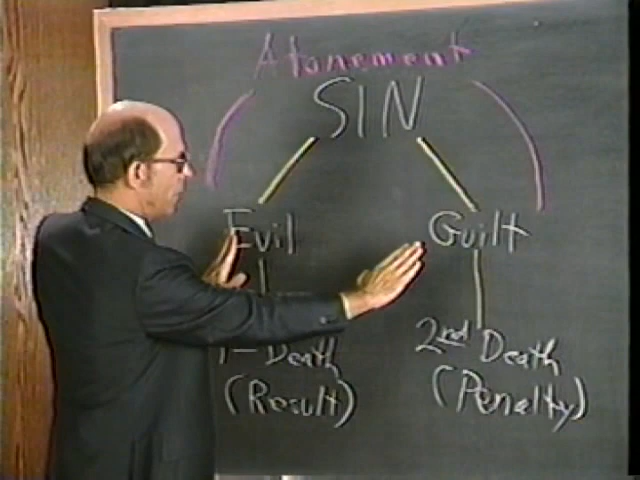 Atonement
SIN
Evil Guilt
Death 2nd Death
(Result) (Penalty)